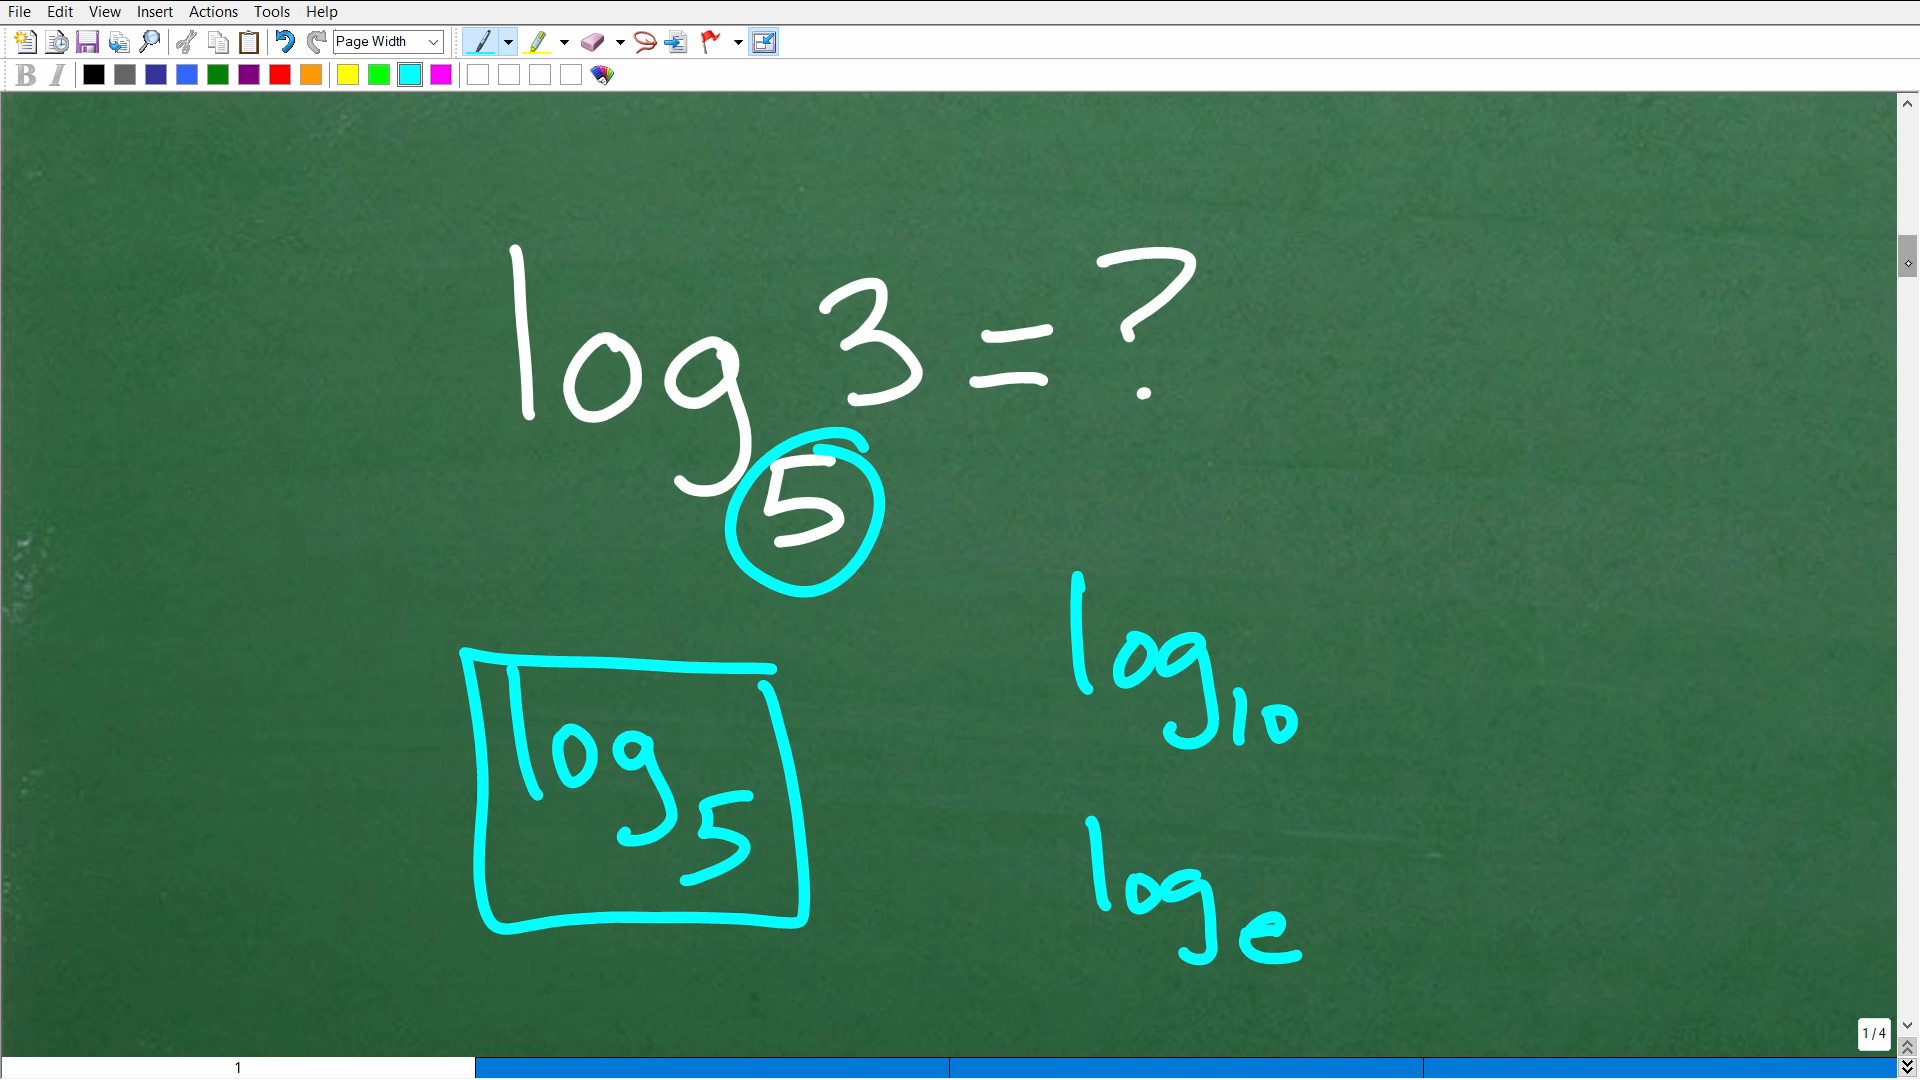 File Edit View Insert Actions Tools Help
Page Width
B I
log₅ 3 = ?
log₅
log₁₀
logₑ
1 / 4
1